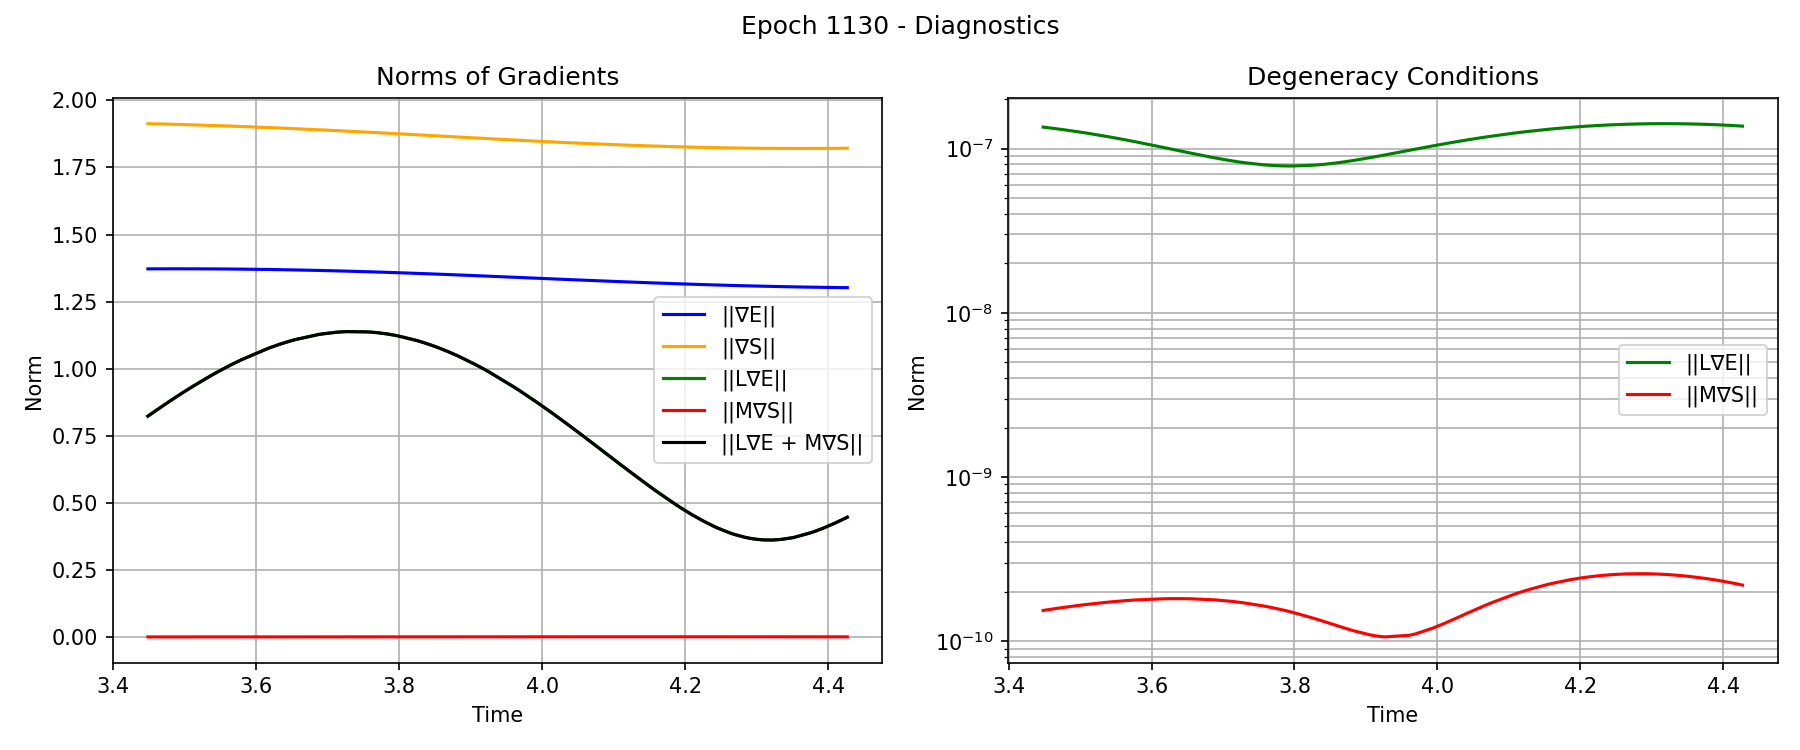 Epoch 1130 - Diagnostics
Norms of Gradients
2.00
1.75
1.50
1.25
1.00
0.75
0.50
0.25
0.00
Norm
3.4
3.6
3.8
4.0
4.2
4.4
Time
||∇E||
||∇S||
||L∇E||
||M∇S||
||L∇E + M∇S||
Degeneracy Conditions
10⁻⁷
10⁻⁸
10⁻⁹
10⁻¹⁰
Norm
3.4
3.6
3.8
4.0
4.2
4.4
Time
||L∇E||
||M∇S||